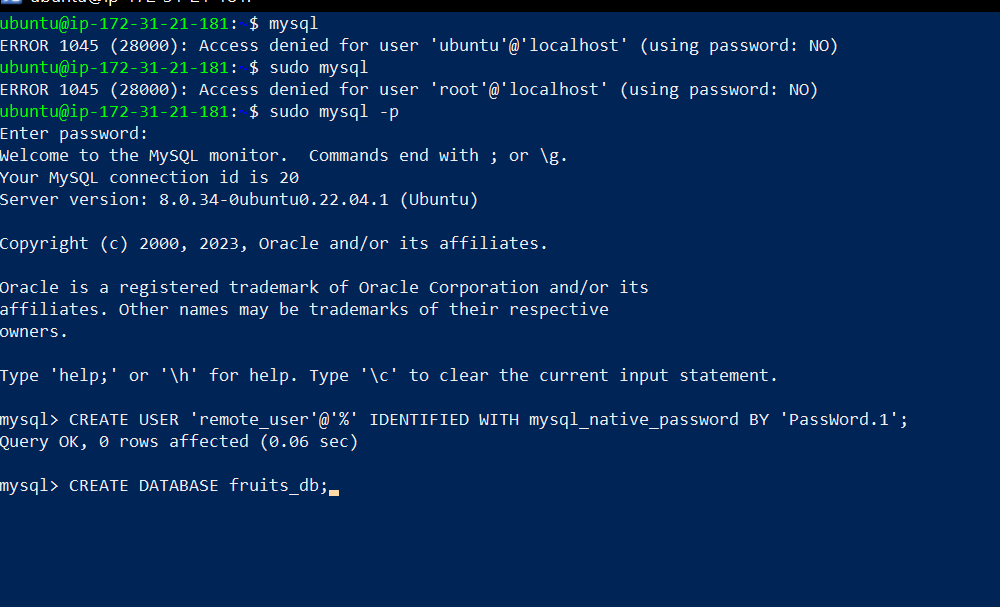 ubuntu@ip-172-31-21-181:~$ mysql
ERROR 1045 (28000): Access denied for user 'ubuntu'@'localhost' (using password: NO)
ubuntu@ip-172-31-21-181:~$ sudo mysql
ERROR 1045 (28000): Access denied for user 'root'@'localhost' (using password: NO)
ubuntu@ip-172-31-21-181:~$ sudo mysql -p
Enter password:
Welcome to the MySQL monitor.  Commands end with ; or \g.
Your MySQL connection id is 20
Server version: 8.0.34-0ubuntu0.22.04.1 (Ubuntu)
Copyright (c) 2000, 2023, Oracle and/or its affiliates.
Oracle is a registered trademark of Oracle Corporation and/or its
affiliates. Other names may be trademarks of their respective
owners.
Type 'help;' or '\h' for help. Type '\c' to clear the current input statement.
mysql> CREATE USER 'remote_user'@'%' IDENTIFIED WITH mysql_native_password BY 'PassWord.1';
Query OK, 0 rows affected (0.06 sec)
mysql> CREATE DATABASE fruits_db;